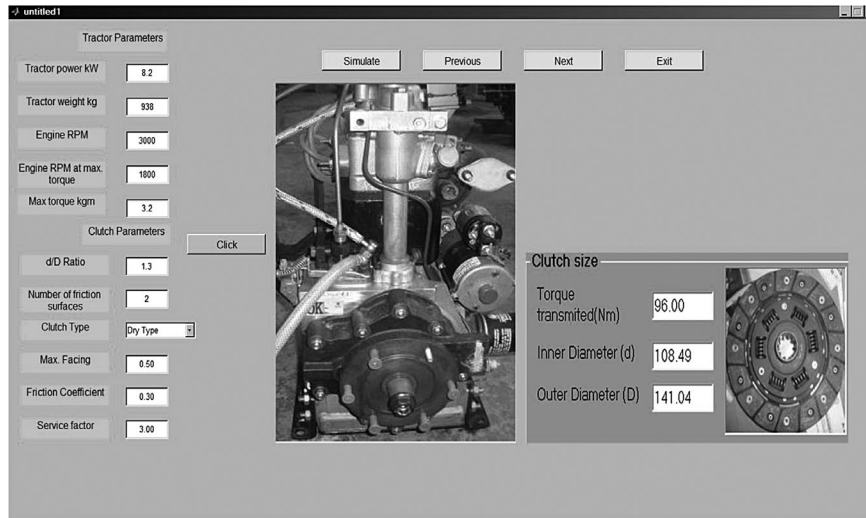 untitled1
Tractor Parameters
Simulate
Previous
Next
Exit
Tractor power kW
8.2
Tractor weight kg
938
Engine RPM
3000
Engine RPM at max.
torque
1800
Max torque kgm
3.2
Clutch Parameters
Click
d/D Ratio
1.3
Number of friction
surfaces
2
Clutch Type
Dry Type
Max. Facing
0.50
Friction Coefficient
0.30
Service factor
3.00
Clutch size
Torque
transmited(Nm)
96.00
Inner Diameter (d)
108.49
Outer Diameter (D)
141.04